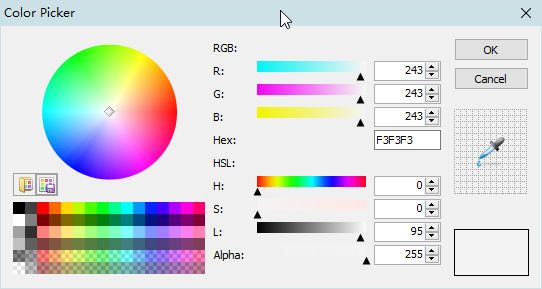 Color Picker
RGB:
R: 243
G: 243
B: 243
Hex: F3F3F3
HSL:
H: 0
S: 0
L: 95
Alpha: 255
OK
Cancel